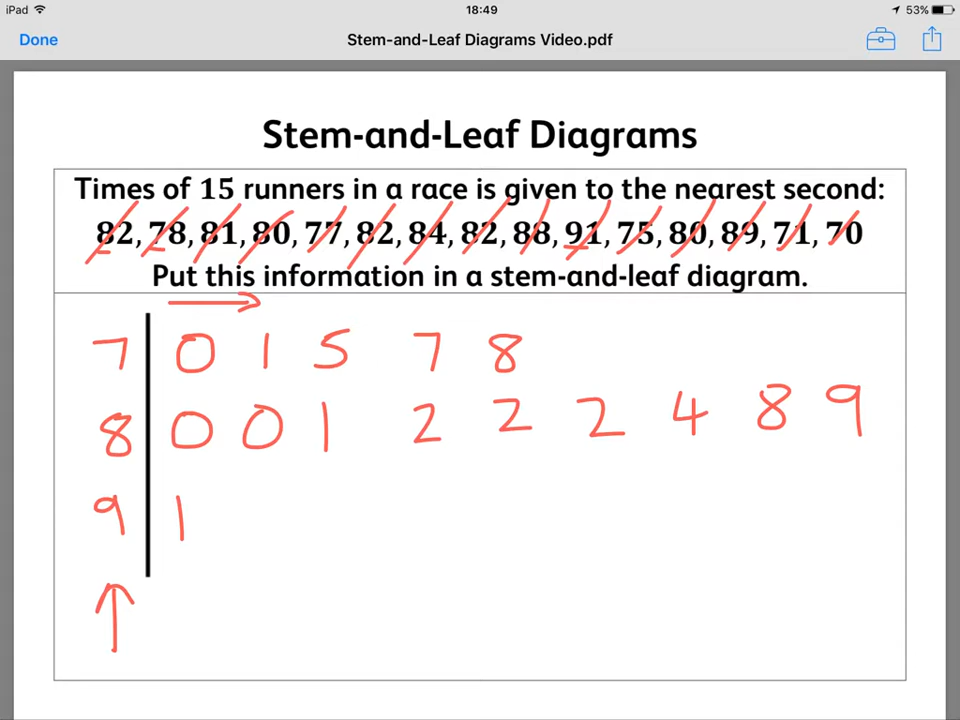 iPad 18:49 53%
Done Stem-and-Leaf Diagrams Video.pdf
Stem-and-Leaf Diagrams
Times of 15 runners in a race is given to the nearest second:
82, 78, 81, 80, 77, 82, 84, 82, 88, 91, 75, 80, 89, 71, 70
Put this information in a stem-and-leaf diagram.
7 0 1 5 7 8
8 0 0 1 2 2 2 4 8 9
9 1